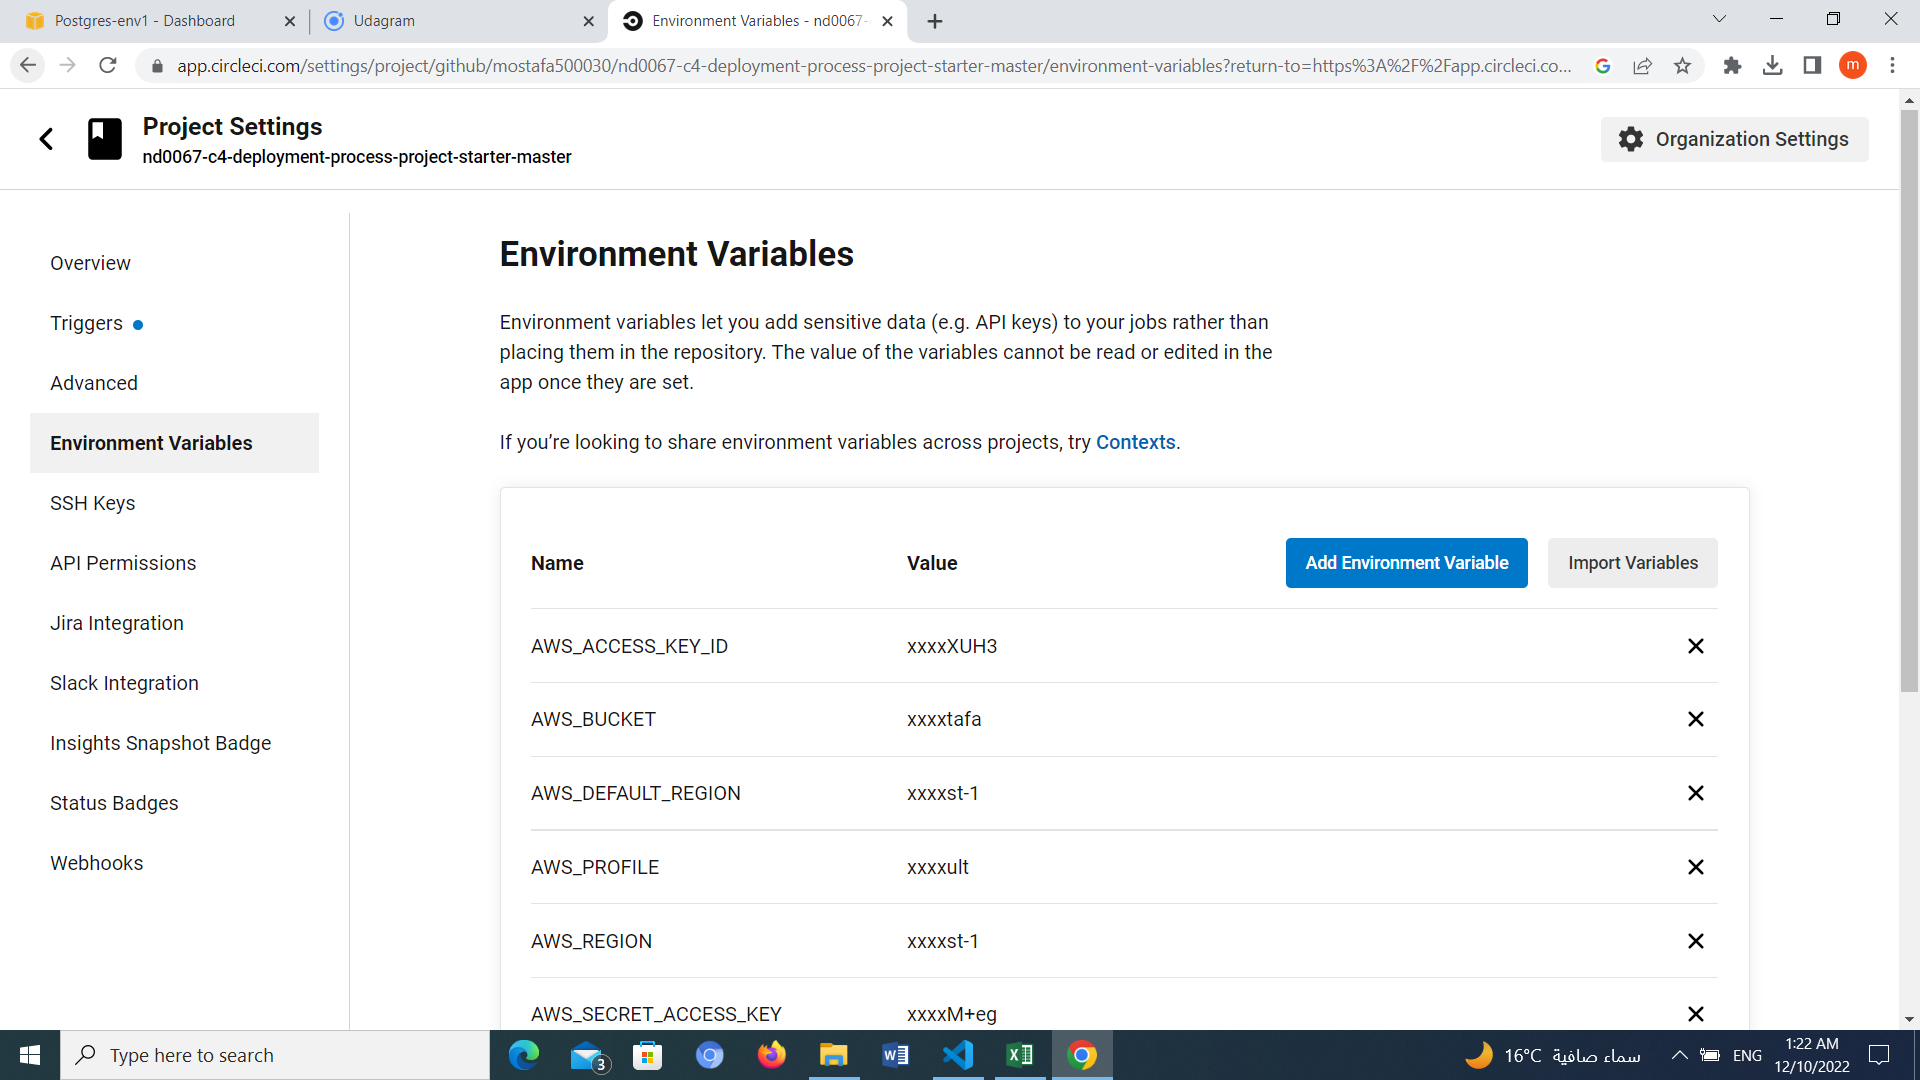 Postgres-env1 - Dashboard
Udagram
Environment Variables - nd0067-
app.circleci.com/settings/project/github/mostafa500030/nd0067-c4-deployment-process-project-starter-master/environment-variables?return-to=https%3A%2F%2Fapp.circleci.co...
m
Project Settings
nd0067-c4-deployment-process-project-starter-master
Organization Settings
Overview
Triggers
Advanced
Environment Variables
SSH Keys
API Permissions
Jira Integration
Slack Integration
Insights Snapshot Badge
Status Badges
Webhooks
Environment Variables
Environment variables let you add sensitive data (e.g. API keys) to your jobs rather than
placing them in the repository. The value of the variables cannot be read or edited in the
app once they are set.
If you’re looking to share environment variables across projects, try Contexts.
Name Value Add Environment Variable Import Variables
AWS_ACCESS_KEY_ID xxxxXUH3
AWS_BUCKET xxxxtafa
AWS_DEFAULT_REGION xxxxst-1
AWS_PROFILE xxxxult
AWS_REGION xxxxst-1
AWS_SECRET_ACCESS_KEY xxxxM+eg
Type here to search
3
16°C سماء صافية
ENG
1:22 AM
12/10/2022